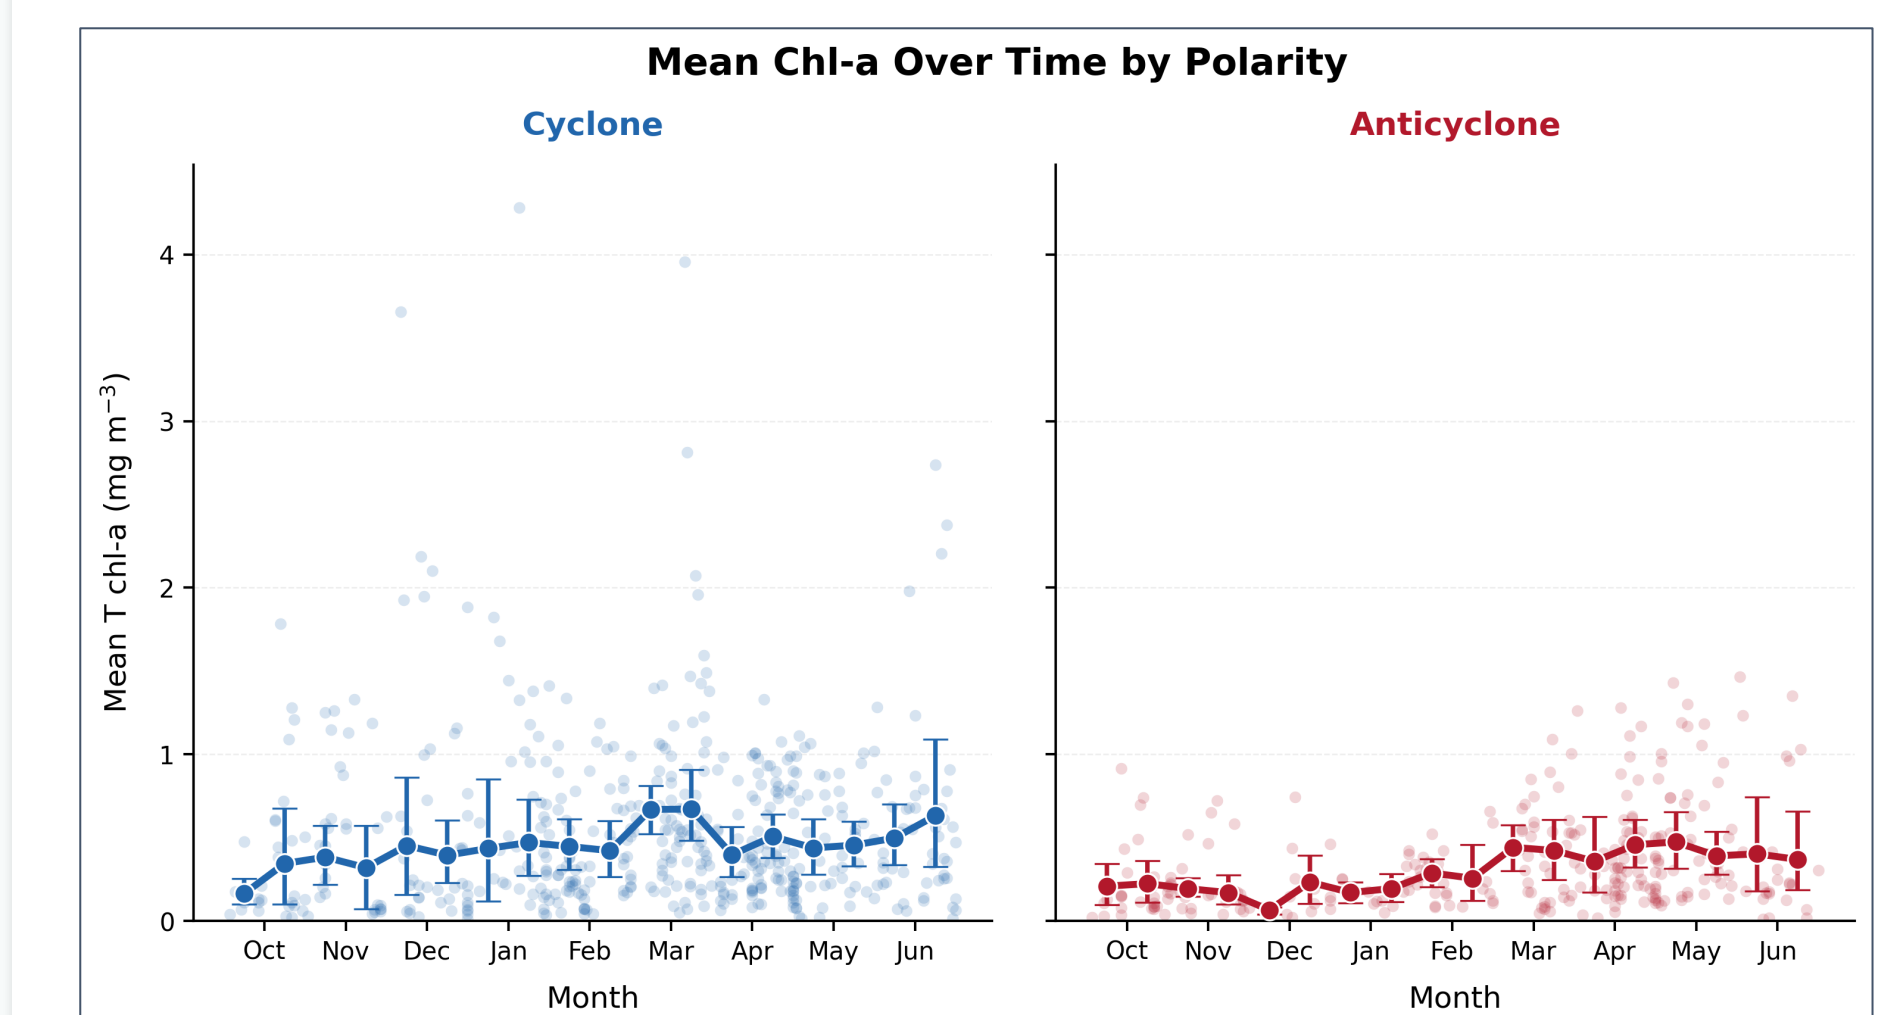 Mean Chl-a Over Time by Polarity
Cyclone
Anticyclone
Mean T chl-a (mg m⁻³)
4
3
2
1
0
Oct Nov Dec Jan Feb Mar Apr May Jun
Oct Nov Dec Jan Feb Mar Apr May Jun
Month
Month